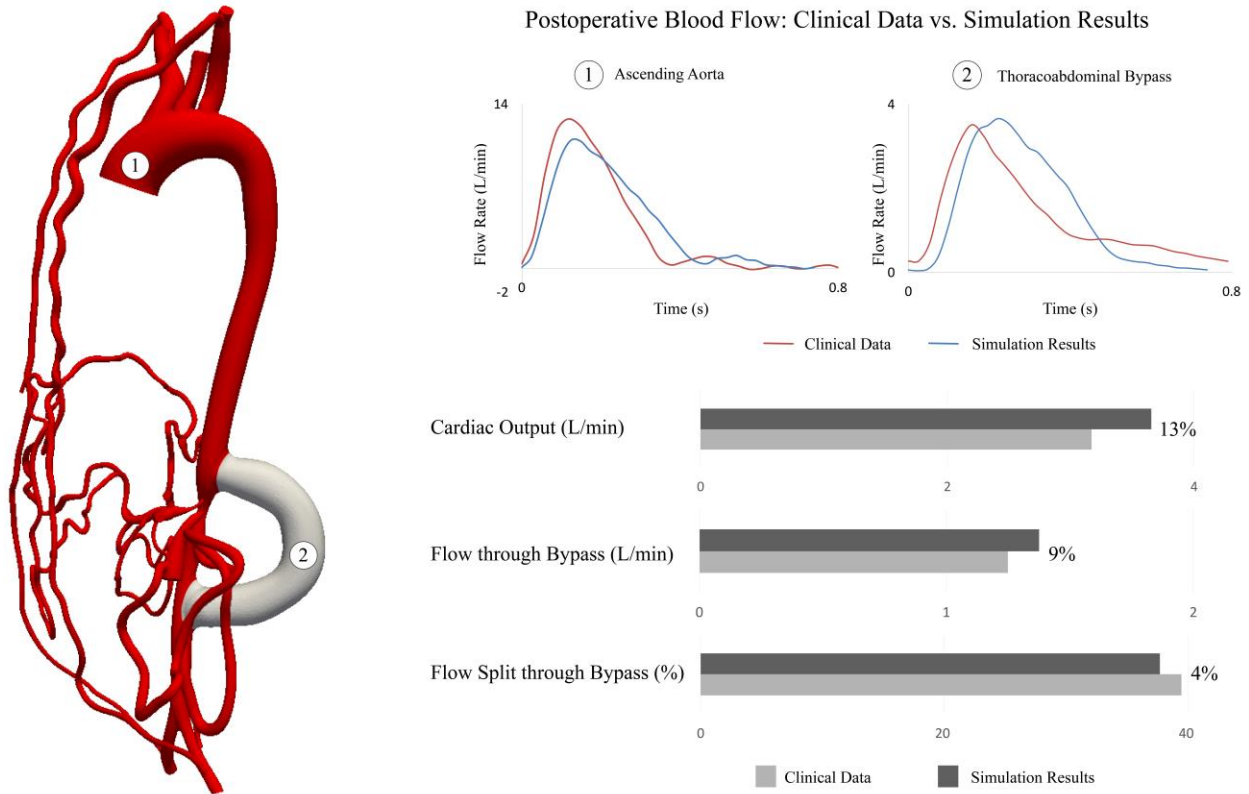 Postoperative Blood Flow: Clinical Data vs. Simulation Results
1 Ascending Aorta
2 Thoracoabdominal Bypass
14
Flow Rate (L/min)
-2
0
0.8
Time (s)
4
Flow Rate (L/min)
0
0
0.8
Time (s)
Clinical Data
Simulation Results
1
2
Cardiac Output (L/min)
13%
0 2 4
Flow through Bypass (L/min)
9%
0 1 2
Flow Split through Bypass (%)
4%
0 20 40
Clinical Data
Simulation Results